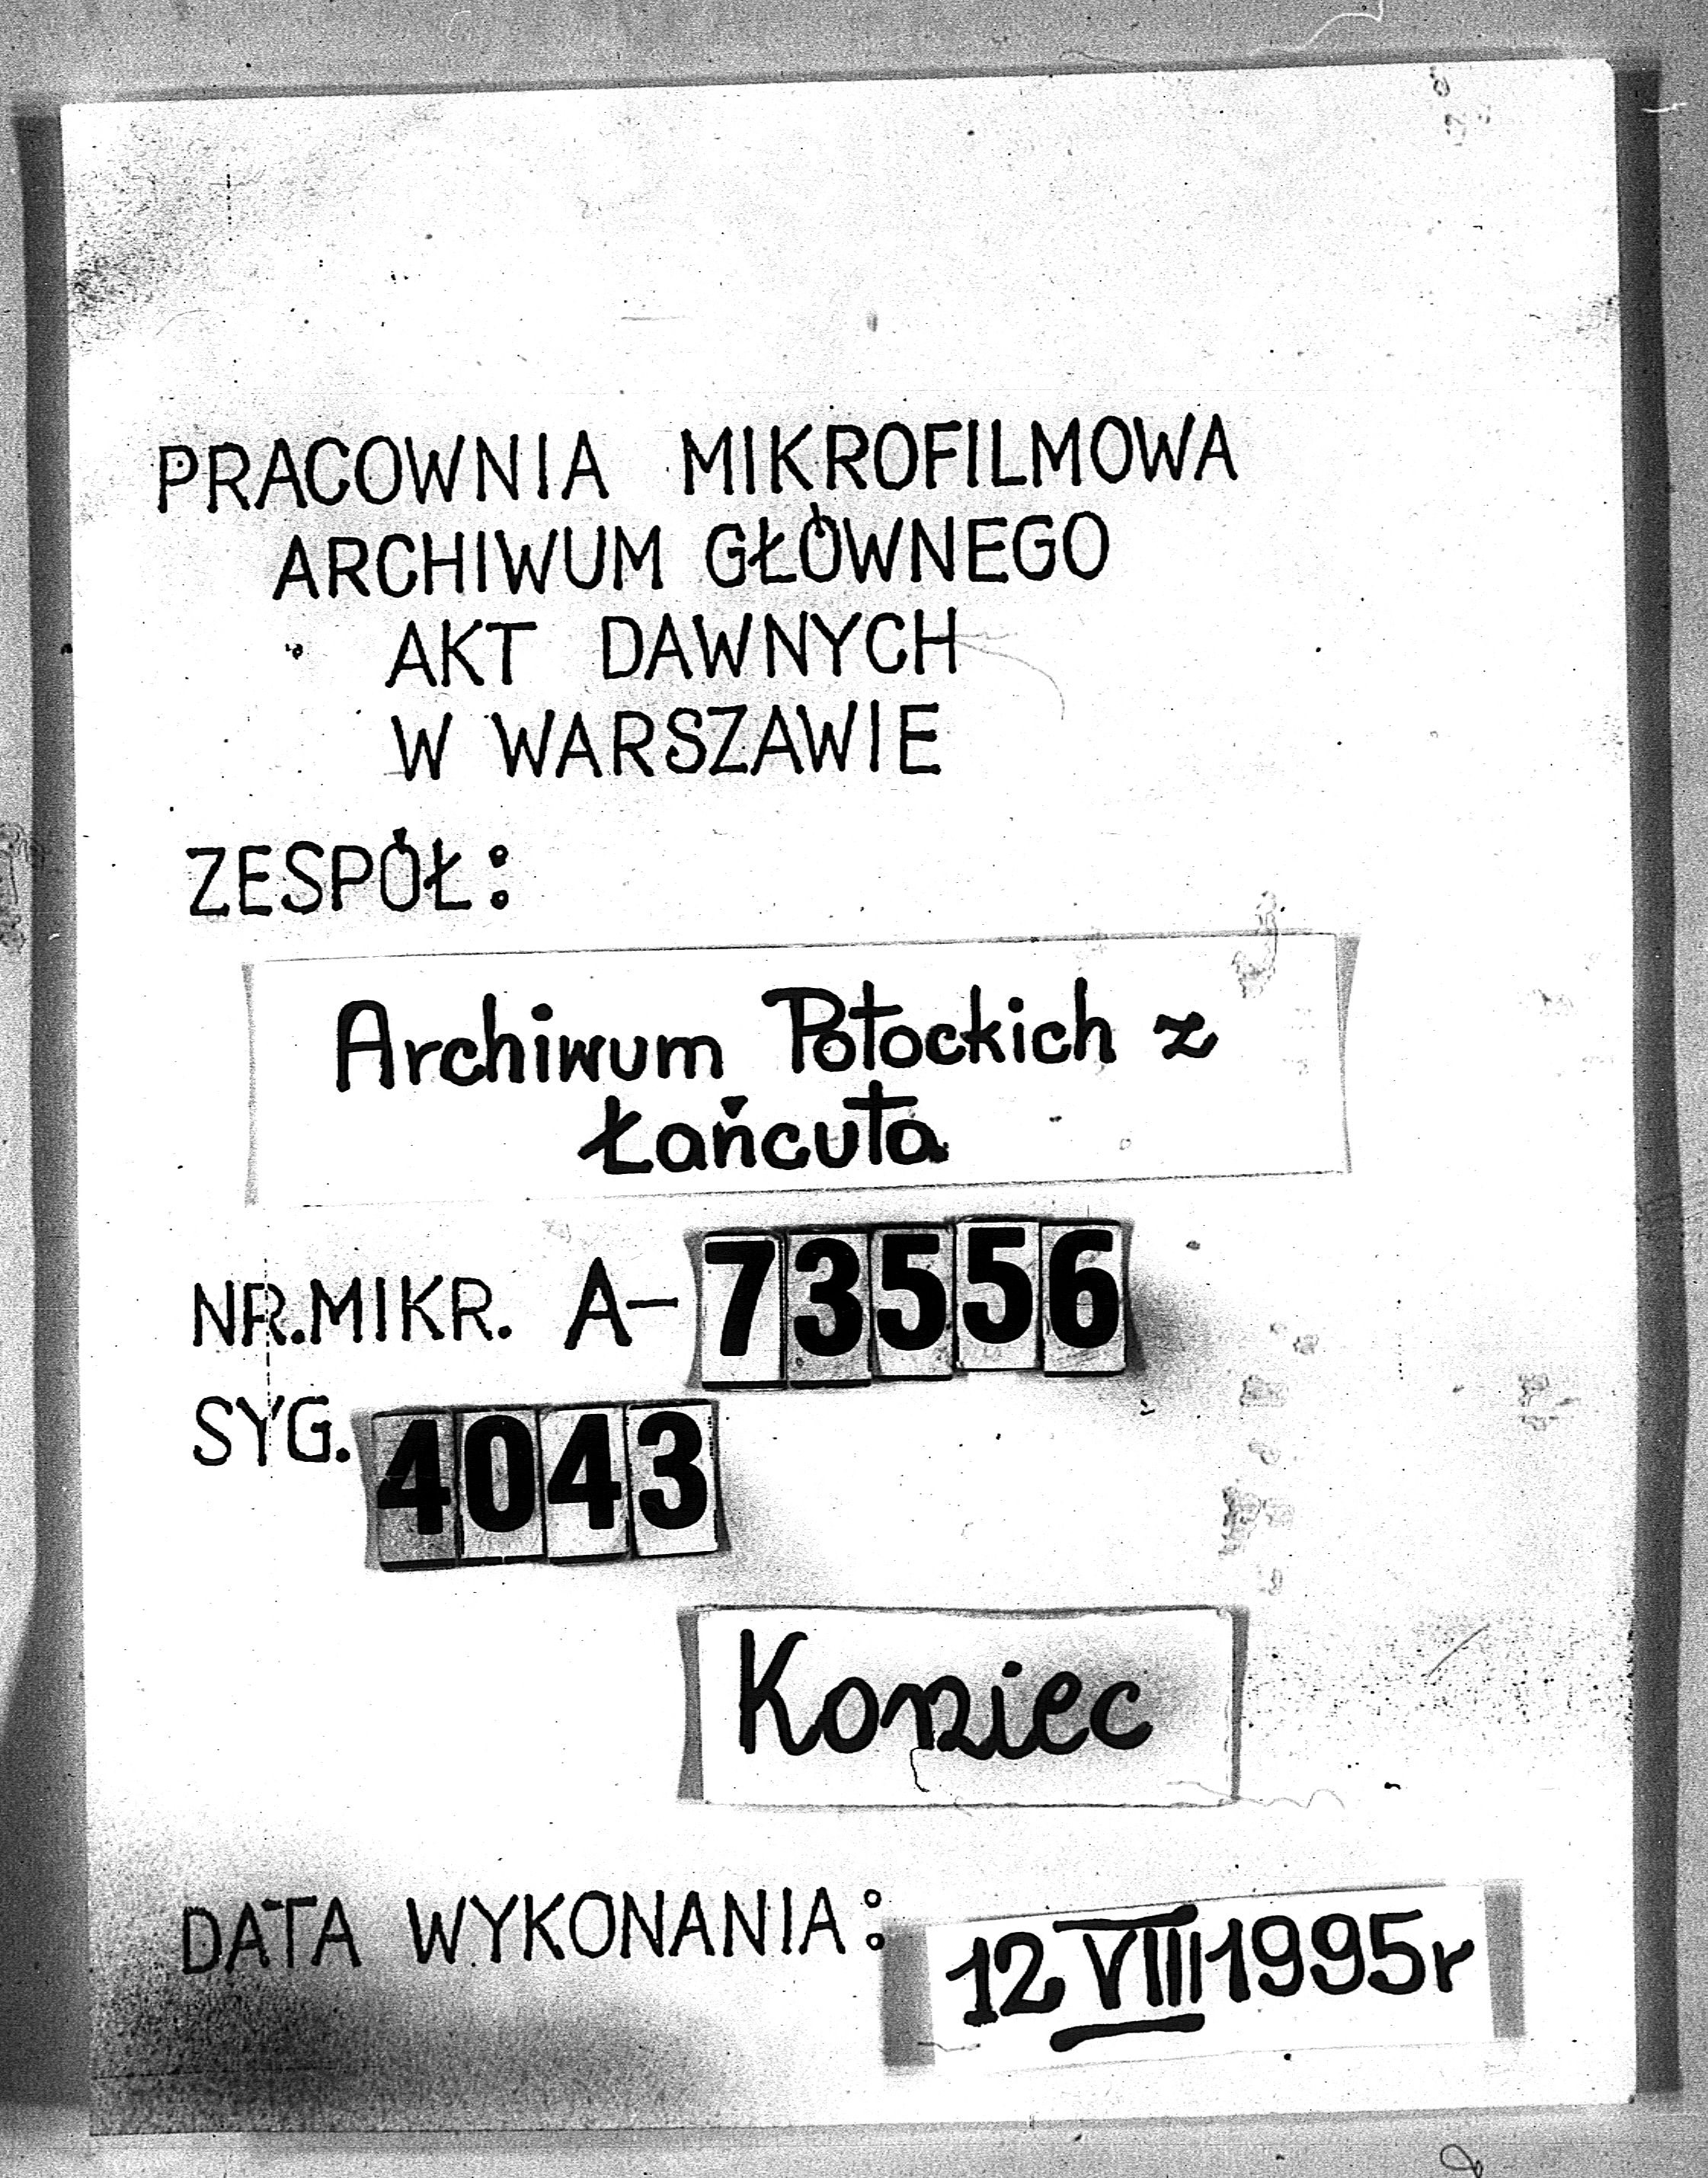 PRACOWNIA MIKROFILMOWA
ARCHIWUM GŁÓWNEGO
AKT DAWNYCH
W WARSZAWIE
ZESPÓŁ:
Archiwum Potockich z
Łańcuta
NR.MIKR. A-73556
SYG. 4043
Koniec
DATA WYKONANIA: 12 VIII 1995r